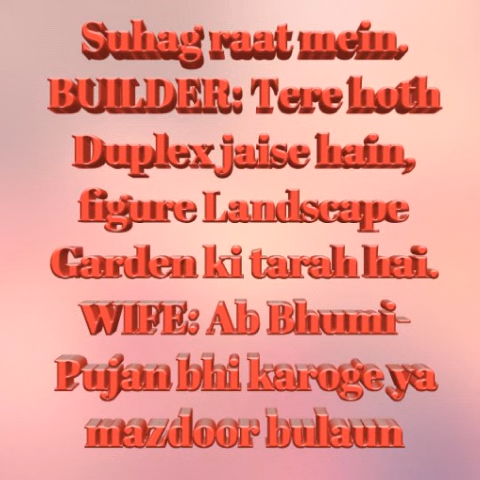 Suhag raat mein.
BUILDER: Tere hoth
Duplex jaise hain,
figure Landscape
Garden ki tarah hai.
WIFE: Ab Bhumi-
Pujan bhi karoge ya
mazdoor bulaun